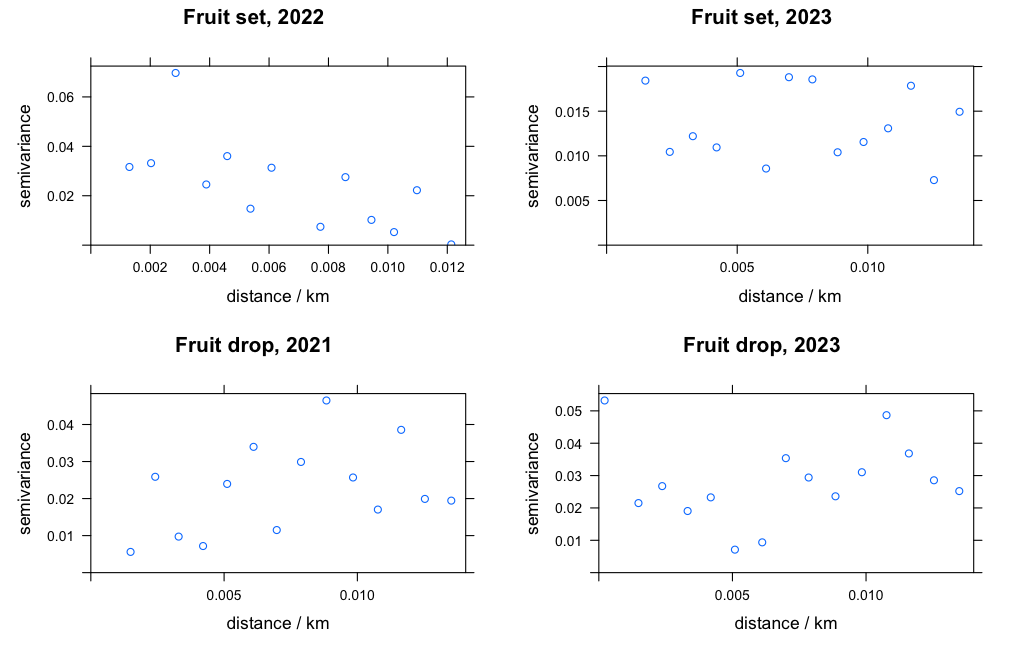 Fruit set, 2022
semivariance
0.06
0.04
0.02
0.002 0.004 0.006 0.008 0.010 0.012
distance / km
Fruit set, 2023
semivariance
0.015
0.010
0.005
0.005 0.010
distance / km
Fruit drop, 2021
semivariance
0.04
0.03
0.02
0.01
0.005 0.010
distance / km
Fruit drop, 2023
semivariance
0.05
0.04
0.03
0.02
0.01
0.005 0.010
distance / km